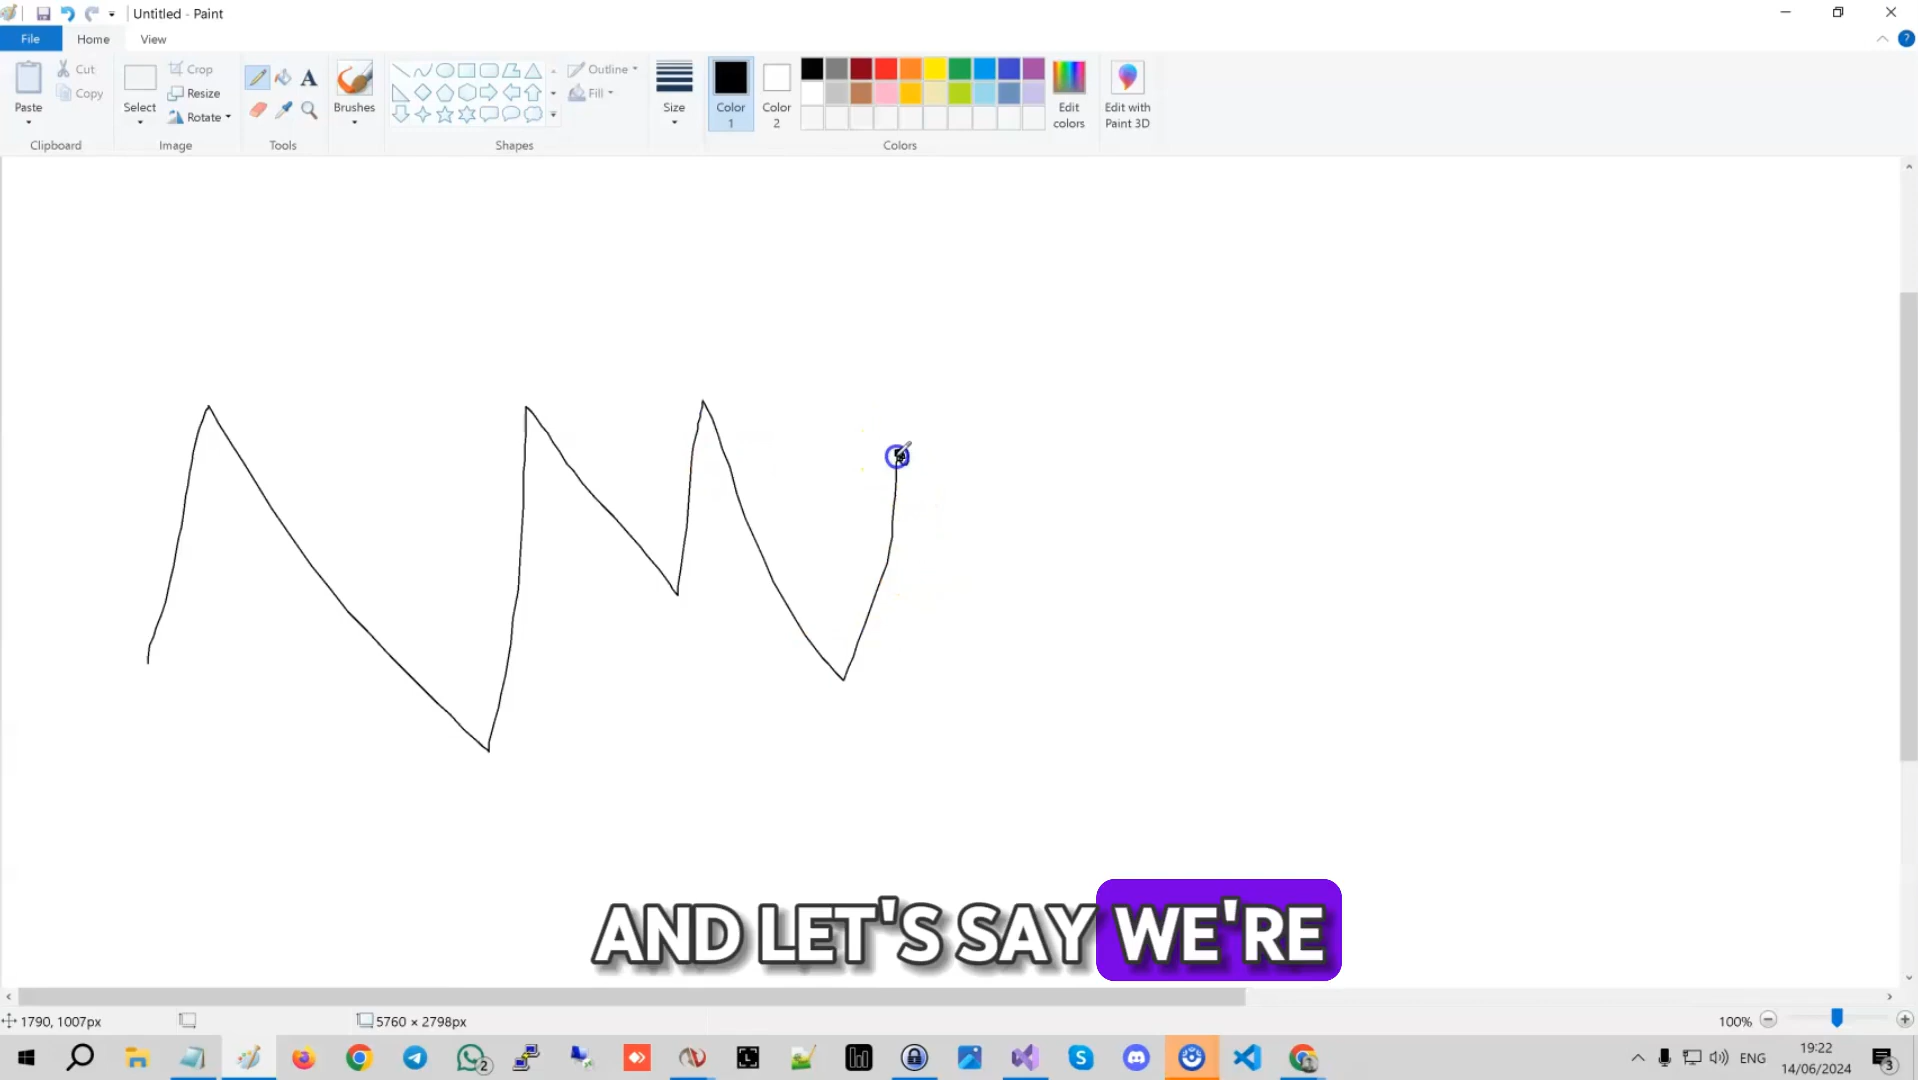 Untitled - Paint
File
Home
View
Paste
Cut
Copy
Clipboard
Select
Crop
Resize
Rotate
Image
A
Tools
Brushes
Shapes
Outline
Fill
Size
Color
1
Color
2
Edit
colors
Colors
Edit with
Paint 3D
AND LET'S SAY WE'RE
1790, 1007px
5760 × 2798px
100%
2
ENG
19:22
14/06/2024
3